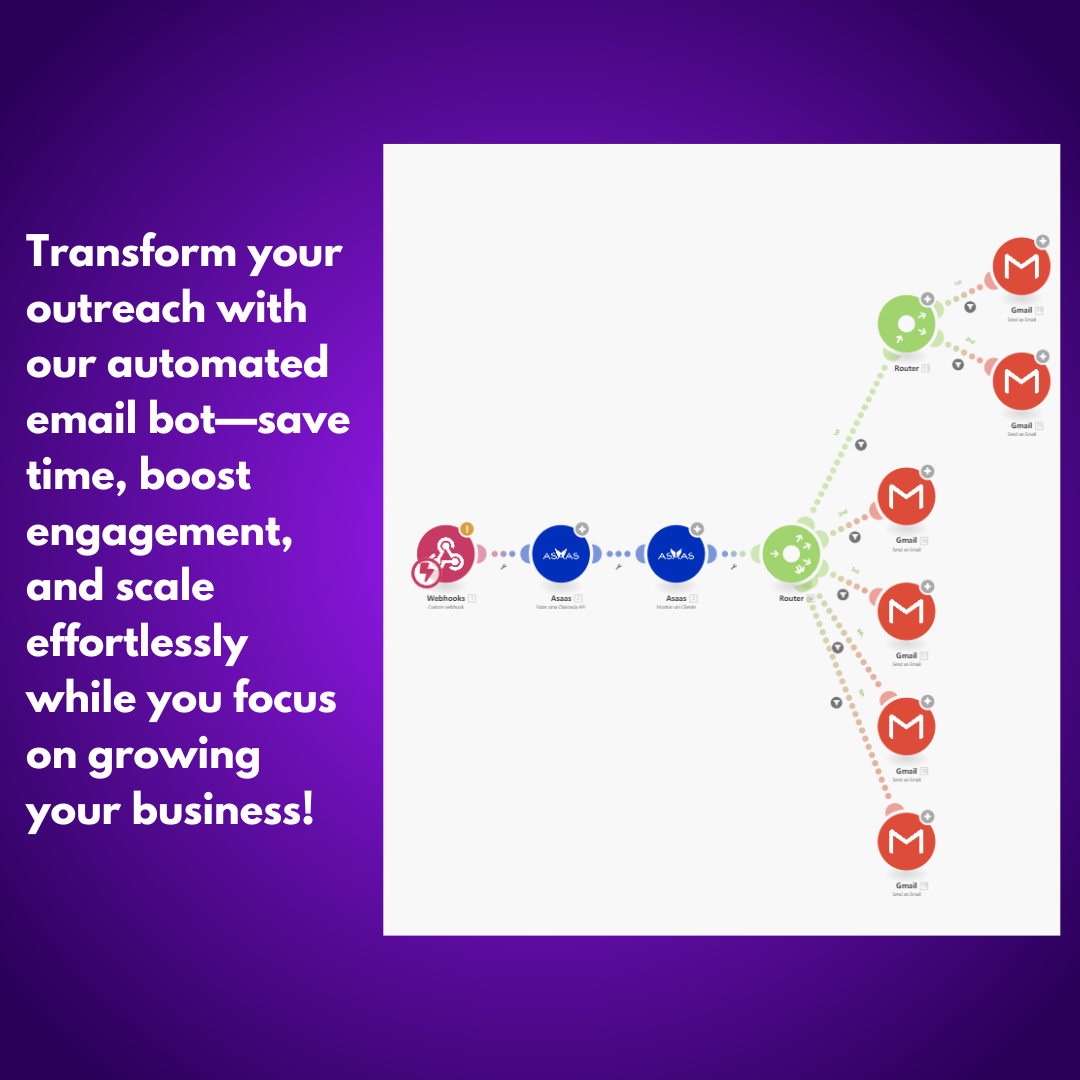 Transform your
outreach with
our automated
email bot—save
time, boost
engagement,
and scale
effortlessly
while you focus
on growing
your business!
Gmail
Send an Email
Router
Gmail
Send an Email
Gmail
Send an Email
ASAAS
ASAAS
Webhooks
Custom webhook
Asaas
Fazer uma Chamada API
Asaas
Mostrar um Cliente
Router
Gmail
Send an Email
Gmail
Send an Email
Gmail
Send an Email